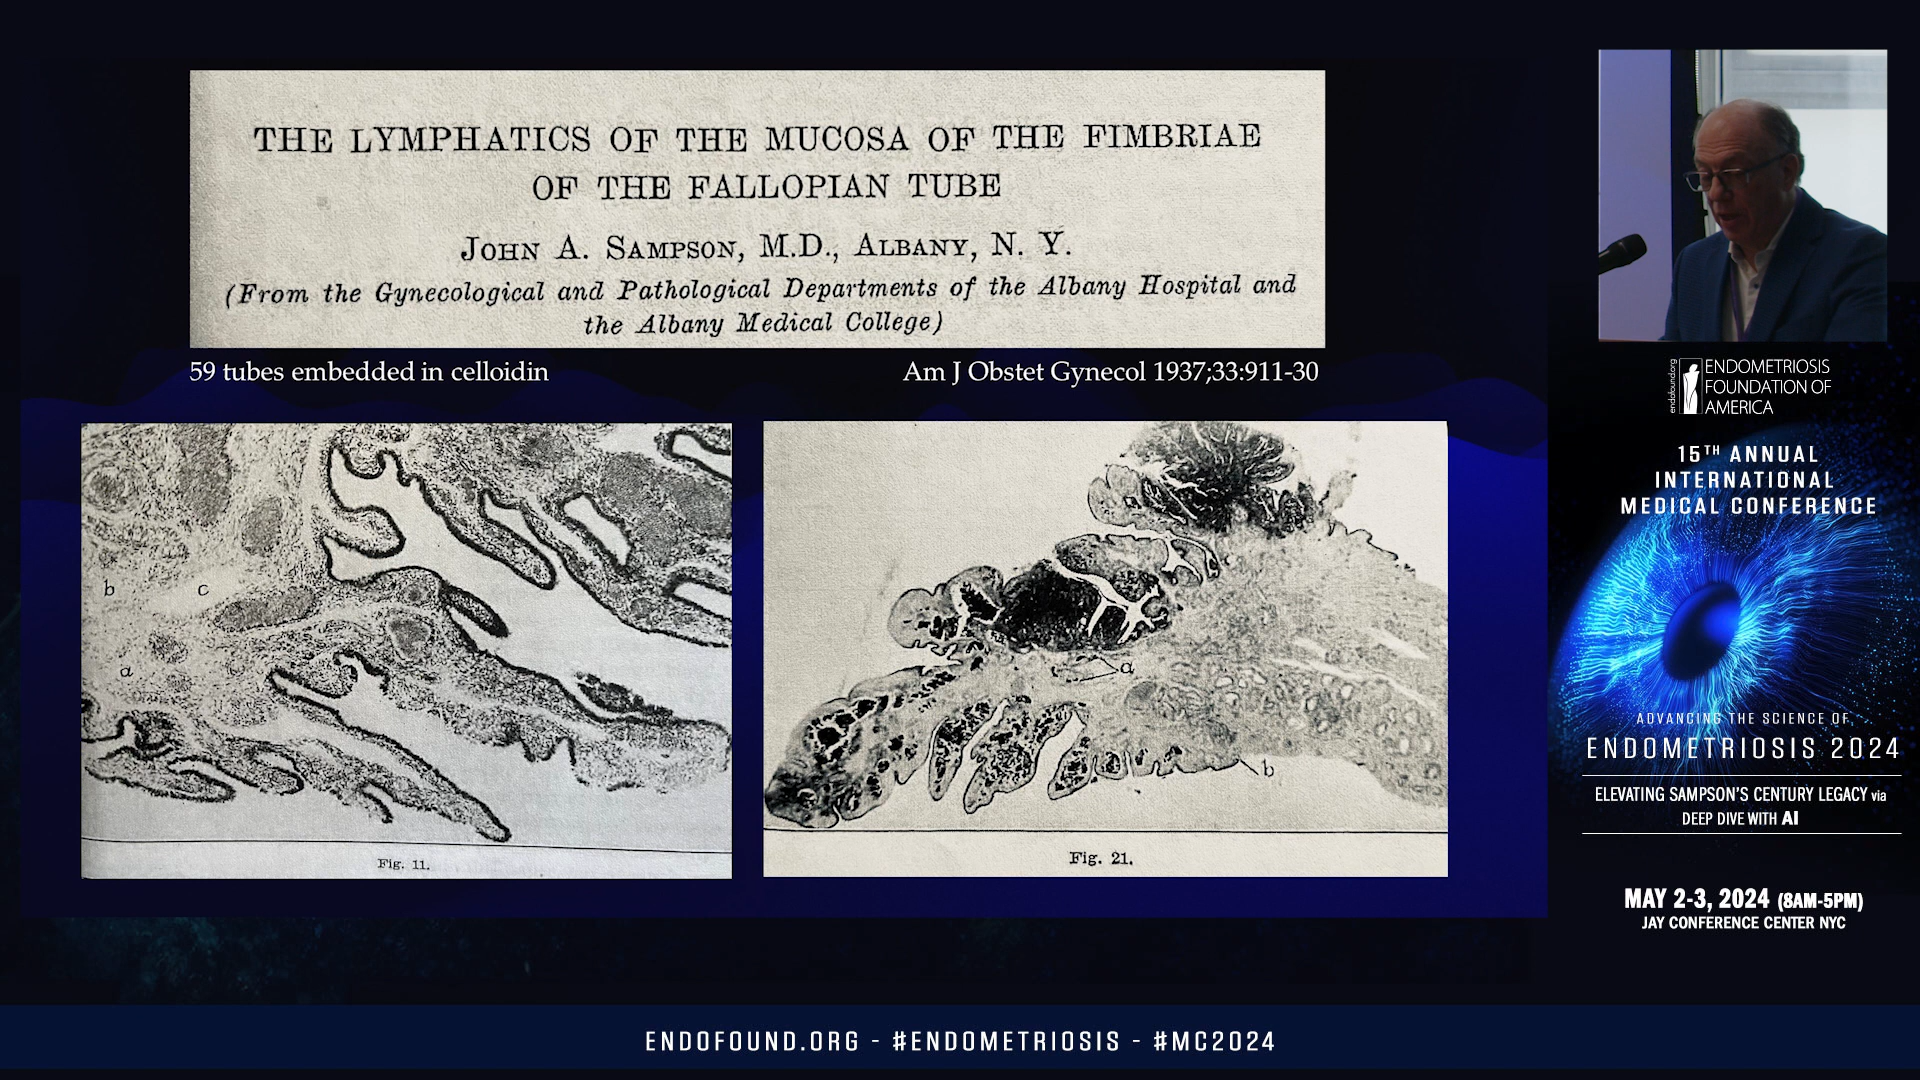 THE LYMPHATICS OF THE MUCOSA OF THE FIMBRIAE
OF THE FALLOPIAN TUBE
JOHN A. SAMPSON, M.D., ALBANY, N. Y.
(From the Gynecological and Pathological Departments of the Albany Hospital and
the Albany Medical College)
59 tubes embedded in celloidin
Am J Obstet Gynecol 1937;33:911-30
b
c
a
Fig. 11.
a
b
Fig. 21.
endofound.org
ENDOMETRIOSIS
FOUNDATION OF
AMERICA
15TH ANNUAL
INTERNATIONAL
MEDICAL CONFERENCE
ADVANCING THE SCIENCE OF
ENDOMETRIOSIS 2024
ELEVATING SAMPSON'S CENTURY LEGACY via
DEEP DIVE WITH AI
MAY 2-3, 2024 (8AM-5PM)
JAY CONFERENCE CENTER NYC
ENDOFOUND.ORG - #ENDOMETRIOSIS - #MC2024